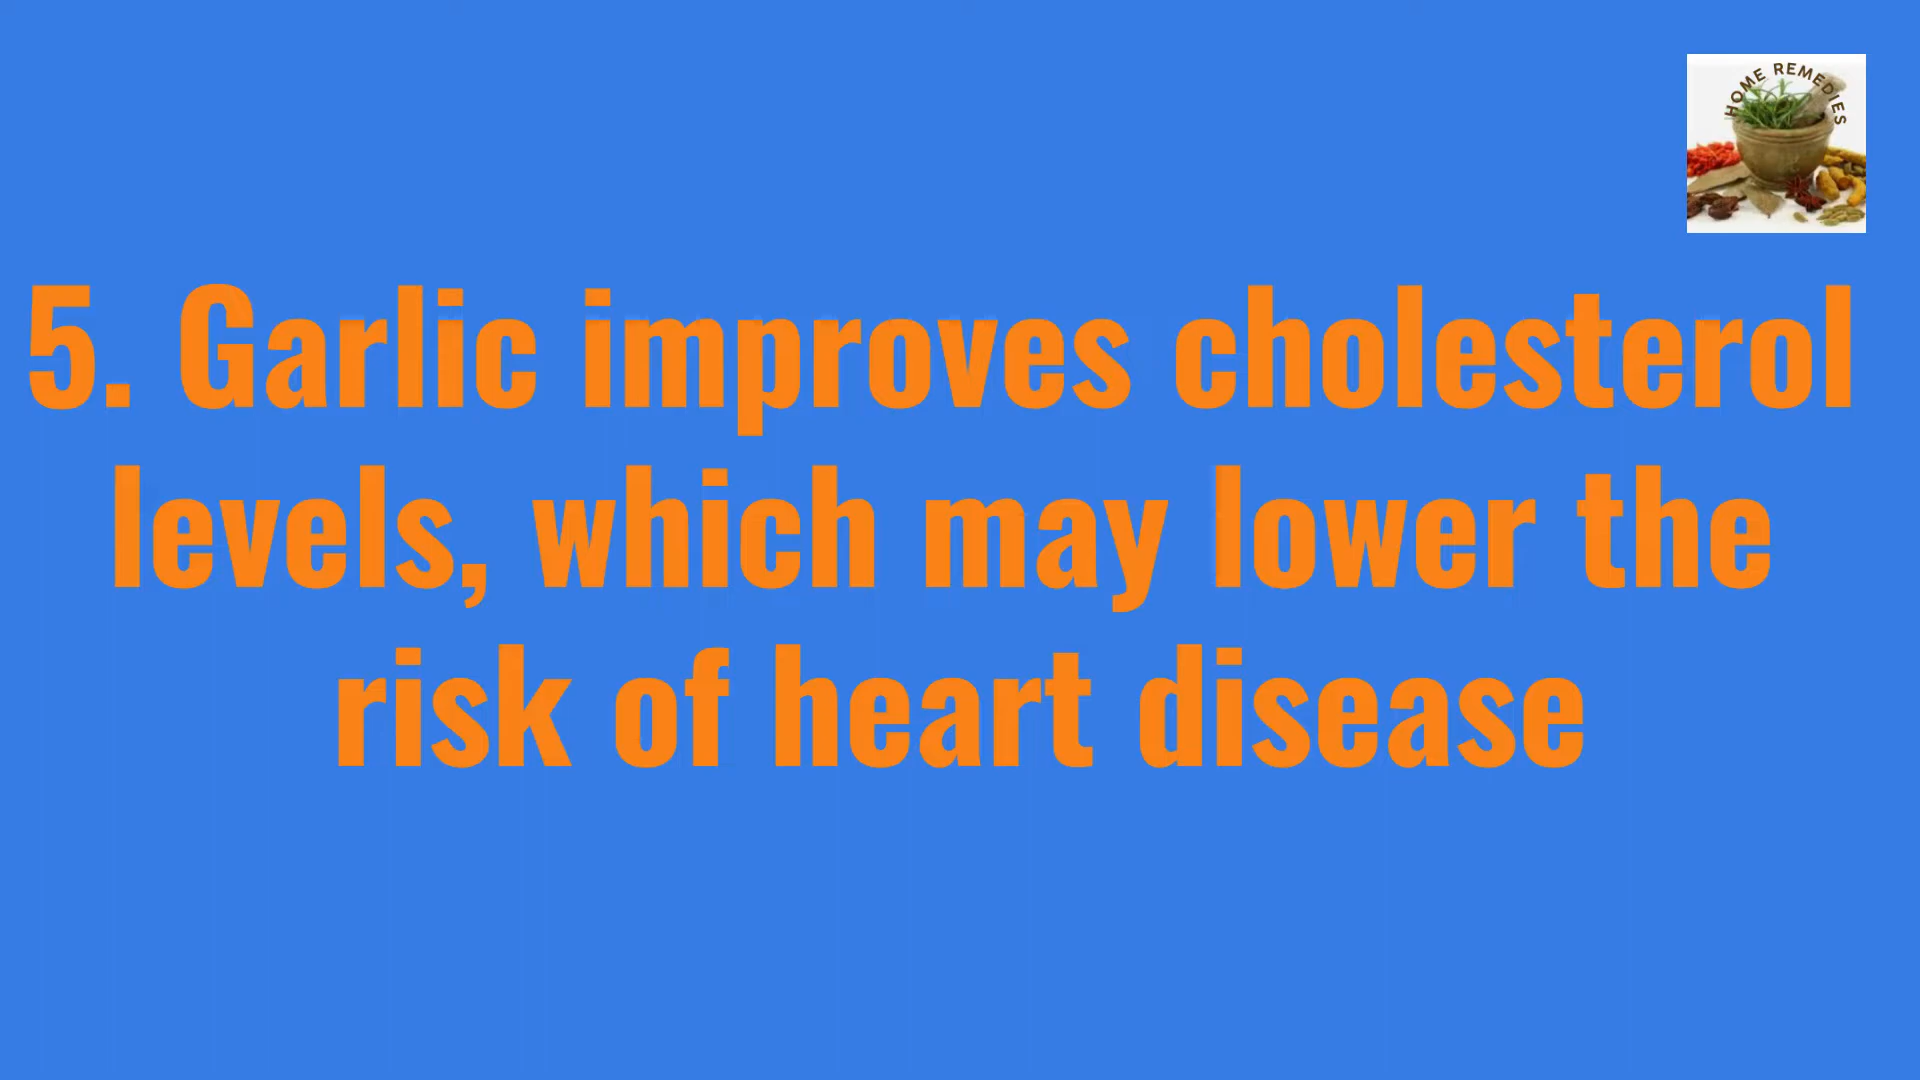 HOME REMEDIES
5. Garlic improves cholesterol
levels, which may lower the
risk of heart disease